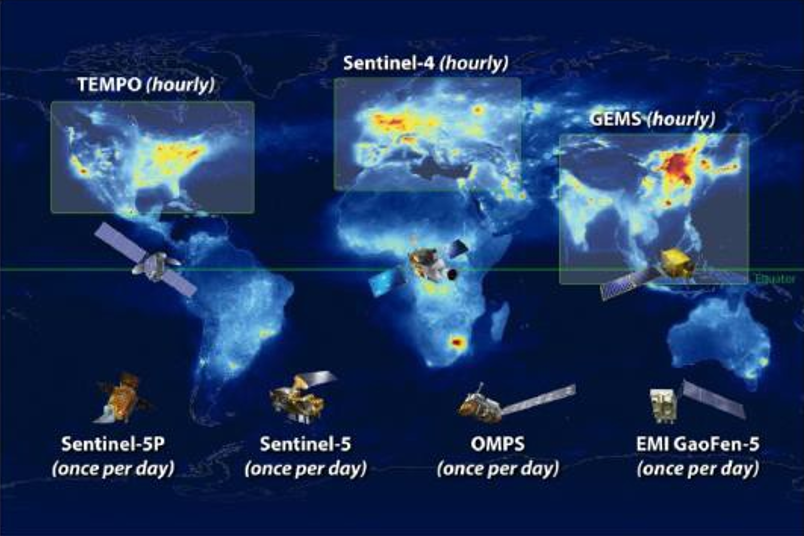 Sentinel-4 (hourly)
TEMPO (hourly)
GEMS (hourly)
Equator
Sentinel-5P
(once per day)
Sentinel-5
(once per day)
OMPS
(once per day)
EMI GaoFen-5
(once per day)